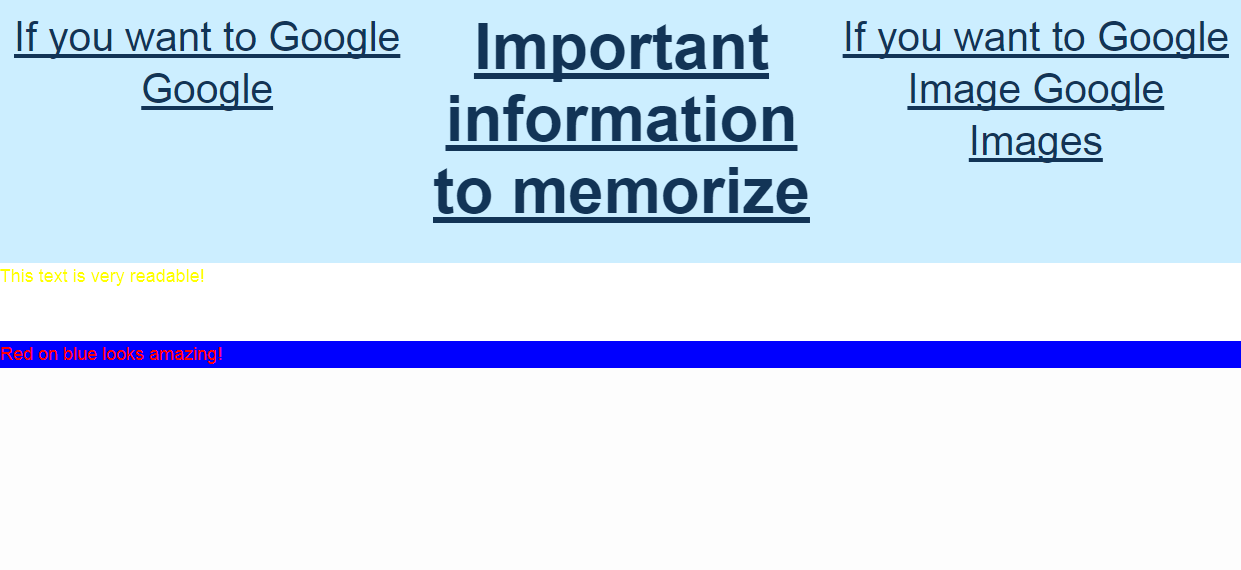 If you want to Google
Google
Important
information
to memorize
If you want to Google
Image Google
Images
This text is very readable!
Red on blue looks amazing!